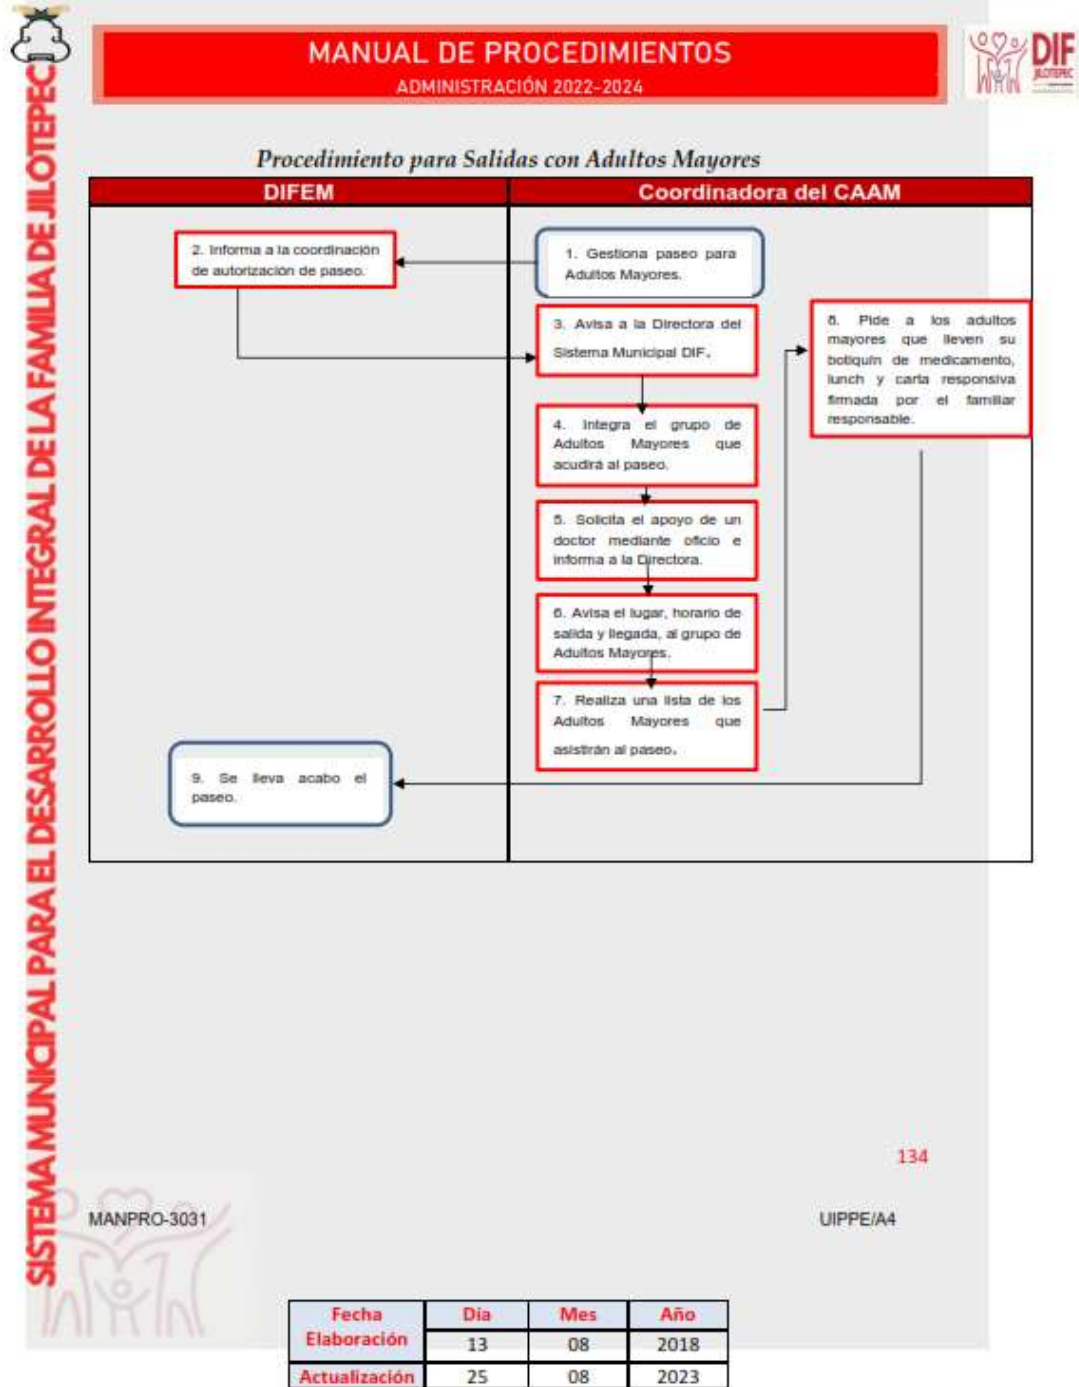 SISTEMA MUNICIPAL PARA EL DESARROLLO INTEGRAL DE LA FAMILIA DE JILOTEPEC
MANUAL DE PROCEDIMIENTOS
ADMINISTRACIÓN 2022-2024
DIF
JILOTEPEC
Procedimiento para Salidas con Adultos Mayores
DIFEM
Coordinadora del CAAM
1. Gestiona paseo para
Adultos Mayores.
2. Informa a la coordinación
de autorización de paseo.
3. Avisa a la Directora del
Sistema Municipal DIF.
4. Integra el grupo de
Adultos Mayores que
acudirá al paseo.
5. Solicita el apoyo de un
doctor mediante oficio e
informa a la Directora.
6. Avisa el lugar, horario de
salida y llegada, al grupo de
Adultos Mayores.
7. Realiza una lista de los
Adultos Mayores que
asistirán al paseo.
8. Pide a los adultos
mayores que lleven su
botiquín de medicamento,
lunch y carta responsiva
firmada por el familiar
responsable.
9. Se lleva acabo el
paseo.
134
MANPRO-3031
UIPPE/A4
Fecha Día Mes Año
Elaboración 13 08 2018
Actualización 25 08 2023